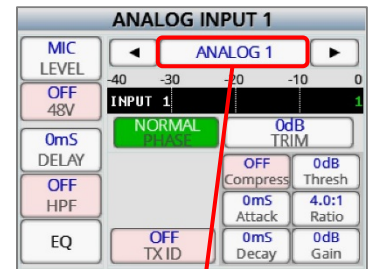 ANALOG INPUT 1
MIC
LEVEL
◄ ANALOG 1 ►
-40 -30 -20 -10 0
OFF
48V
INPUT 1 1
NORMAL
PHASE
0dB
TRIM
0mS
DELAY
OFF
Compress
0dB
Thresh
OFF
HPF
0mS
Attack
4.0:1
Ratio
EQ
OFF
TX ID
0mS
Decay
0dB
Gain